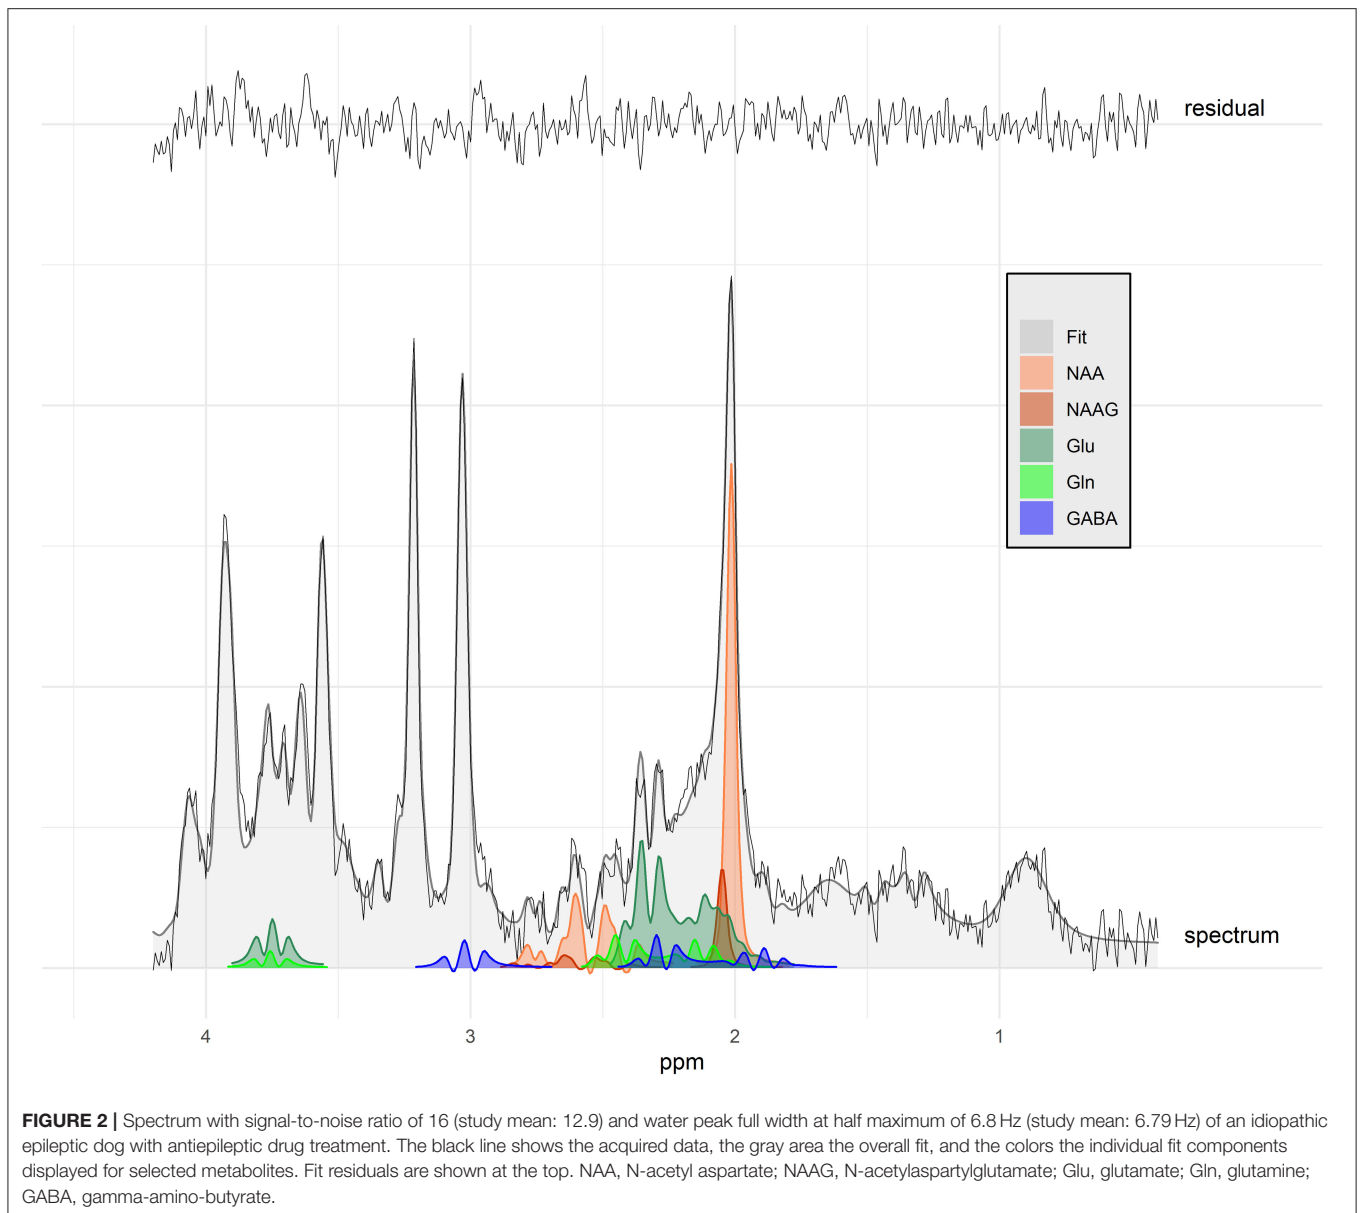 residual
Fit
NAA
NAAG
Glu
Gln
GABA
spectrum
4 3 2 1
ppm
FIGURE 2 | Spectrum with signal-to-noise ratio of 16 (study mean: 12.9) and water peak full width at half maximum of 6.8 Hz (study mean: 6.79 Hz) of an idiopathic
epileptic dog with antiepileptic drug treatment. The black line shows the acquired data, the gray area the overall fit, and the colors the individual fit components
displayed for selected metabolites. Fit residuals are shown at the top. NAA, N-acetyl aspartate; NAAG, N-acetylaspartylglutamate; Glu, glutamate; Gln, glutamine;
GABA, gamma-amino-butyrate.